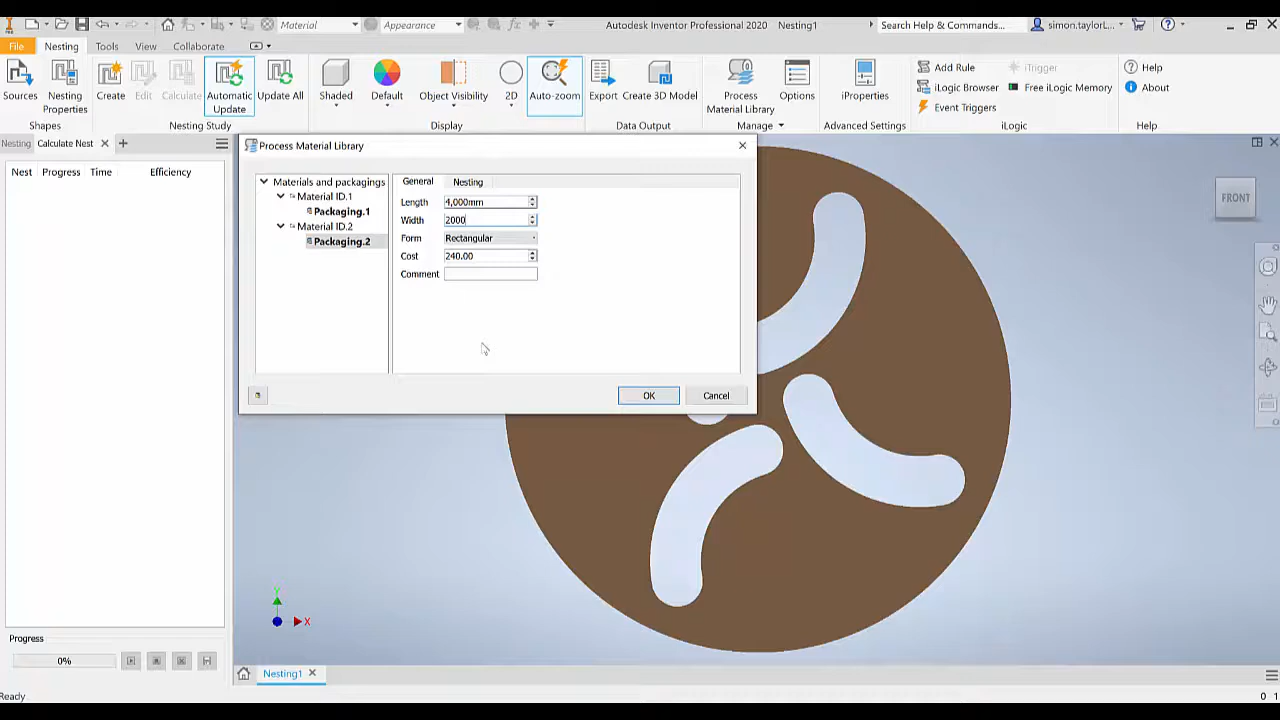 Material
Appearance
Autodesk Inventor Professional 2020
Nesting1
Search Help & Commands...
simon.taylorL...
File
Nesting
Tools
View
Collaborate
Sources
Nesting Properties
Create
Edit
Calculate
Automatic Update
Update All
Shaded
Default
Object Visibility
2D
Auto-zoom
Export
Create 3D Model
Process Material Library
Options
iProperties
Add Rule
iTrigger
iLogic Browser
Free iLogic Memory
Event Triggers
Help
About
Shapes
Nesting Study
Display
Data Output
Manage
Advanced Settings
iLogic
Help
Nesting
Calculate Nest
Nest
Progress
Time
Efficiency
Process Material Library
Materials and packagings
Material ID.1
Packaging.1
Material ID.2
Packaging.2
General
Nesting
Length
4,000mm
Width
2000
Form
Rectangular
Cost
240.00
Comment
OK
Cancel
FRONT
Y
X
Progress
0%
Nesting1
Ready
0
1